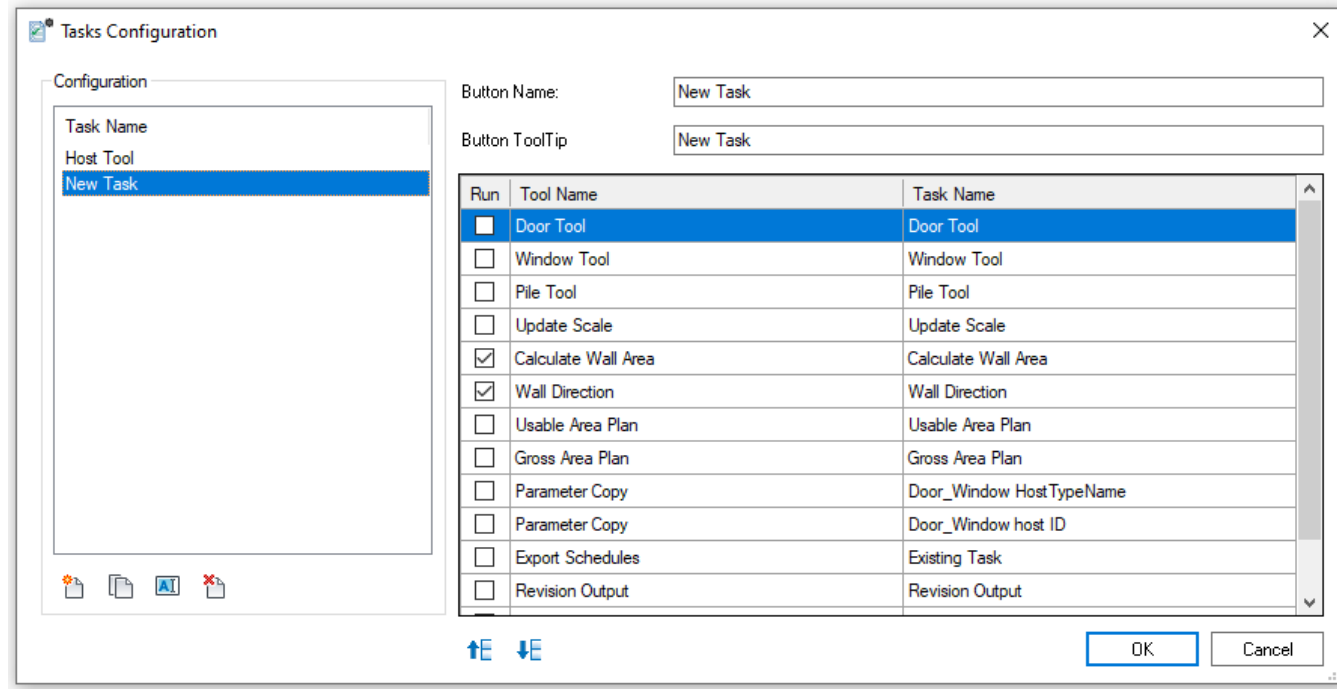 Tasks Configuration
Configuration
Task Name
Host Tool
New Task
Button Name: New Task
Button ToolTip New Task
Run Tool Name Task Name
Door Tool Door Tool
Window Tool Window Tool
Pile Tool Pile Tool
Update Scale Update Scale
Calculate Wall Area Calculate Wall Area
Wall Direction Wall Direction
Usable Area Plan Usable Area Plan
Gross Area Plan Gross Area Plan
Parameter Copy Door_Window HostTypeName
Parameter Copy Door_Window host ID
Export Schedules Existing Task
Revision Output Revision Output
OK Cancel